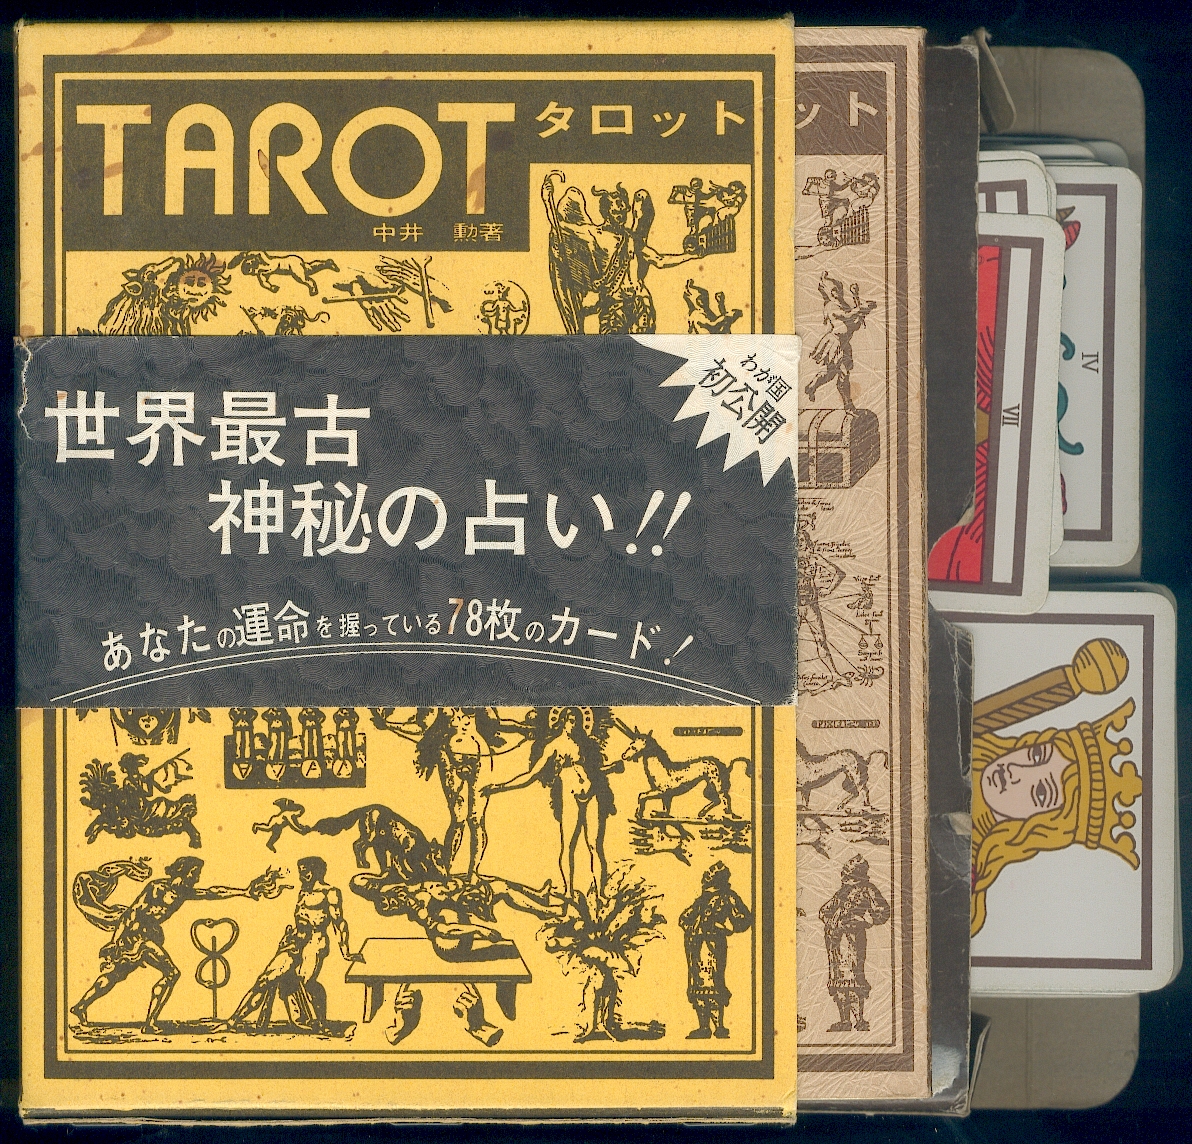 TAROT タロット
中井 勲著
ット
わが国
初公開
世界最古
神秘の占い!!
あなたの運命を握っている78枚のカード!
VIII
IV